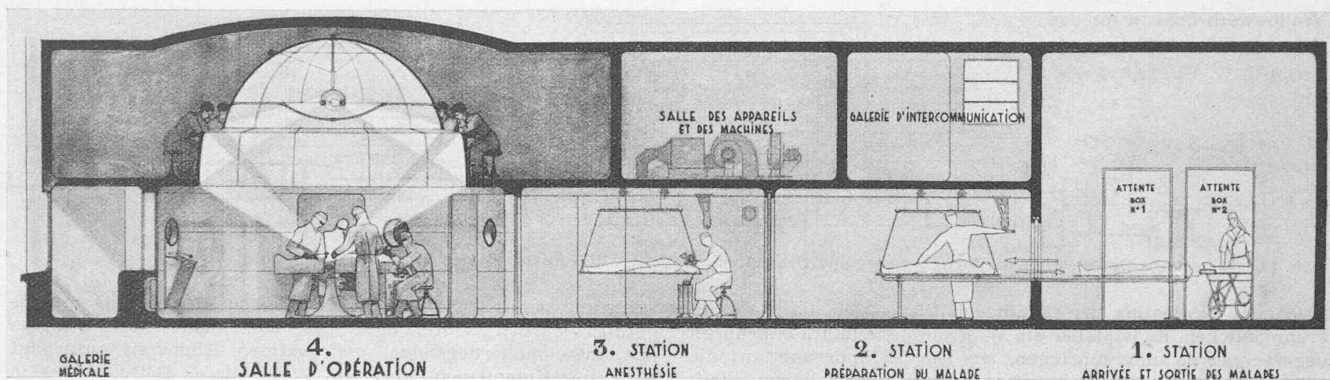 SALLE DES APPAREILS
ET DES MACHINES
GALERIE D'INTERCOMMUNICATION
ATTENTE
BOX
N°1
ATTENTE
BOX
N°2
GALERIE
MÉDICALE
4.
SALLE D'OPÉRATION
3. STATION
ANESTHÉSIE
2. STATION
PRÉPARATION DU MALADE
1. STATION
ARRIVÉE ET SORTIE DES MALADES